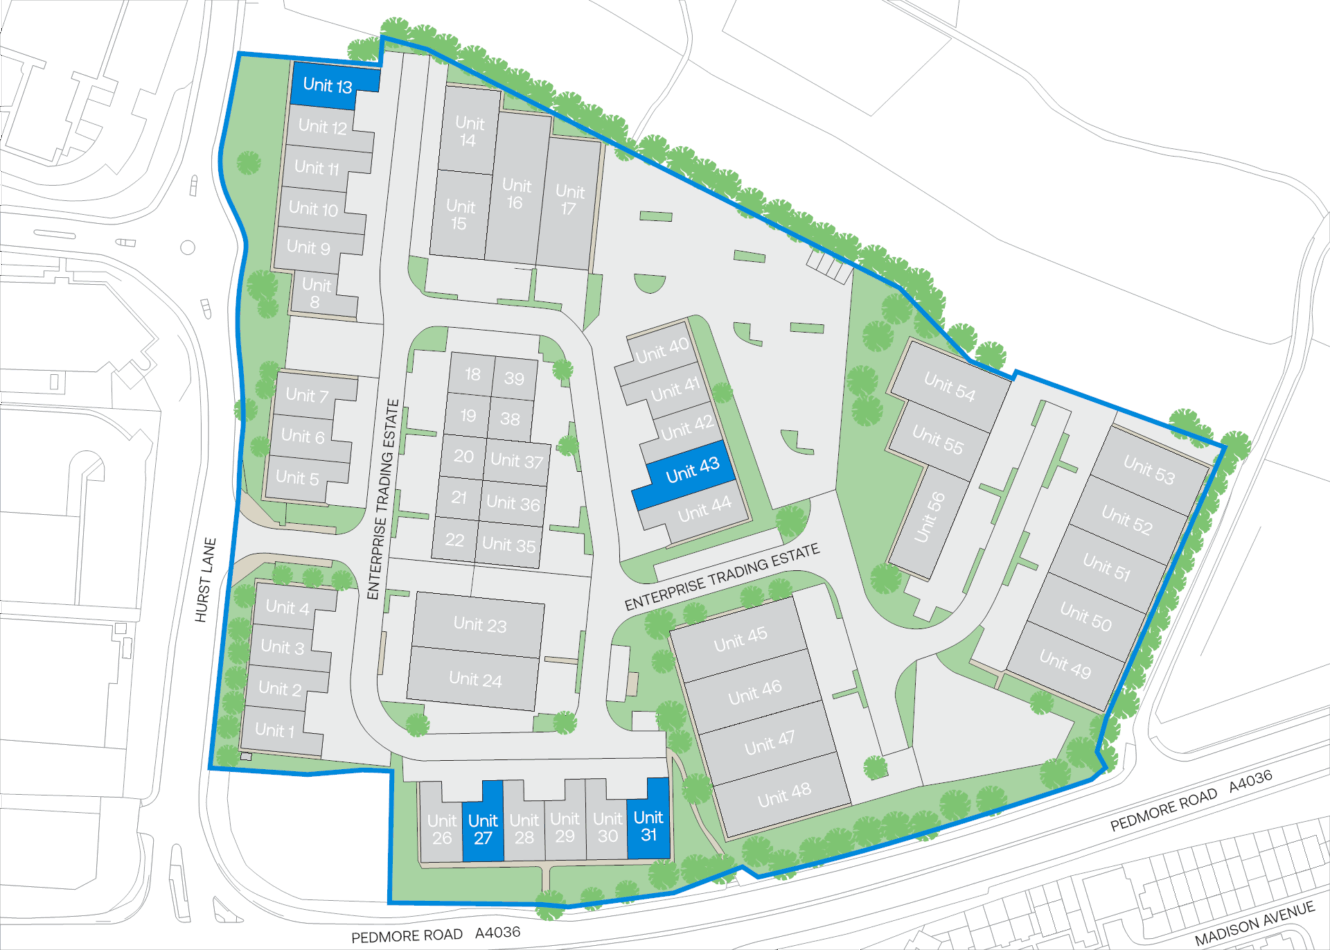 Unit 13
Unit 12
Unit 11
Unit 10
Unit 9
Unit
8
Unit
14
Unit
15
Unit
16
Unit
17
Unit 7
Unit 6
Unit 5
ENTERPRISE TRADING ESTATE
18
39
19
38
20
Unit 37
21
Unit 36
22
Unit 35
Unit 40
Unit 41
Unit 42
Unit 43
Unit 44
Unit 54
Unit 55
Unit 56
Unit 53
Unit 52
Unit 51
Unit 50
Unit 49
HURST LANE
ENTERPRISE TRADING ESTATE
Unit 4
Unit 3
Unit 2
Unit 1
Unit 23
Unit 24
Unit 45
Unit 46
Unit 47
Unit 48
Unit
26
Unit
27
Unit
28
Unit
29
Unit
30
Unit
31
PEDMORE ROAD A4036
PEDMORE ROAD A4036
MADISON AVENUE